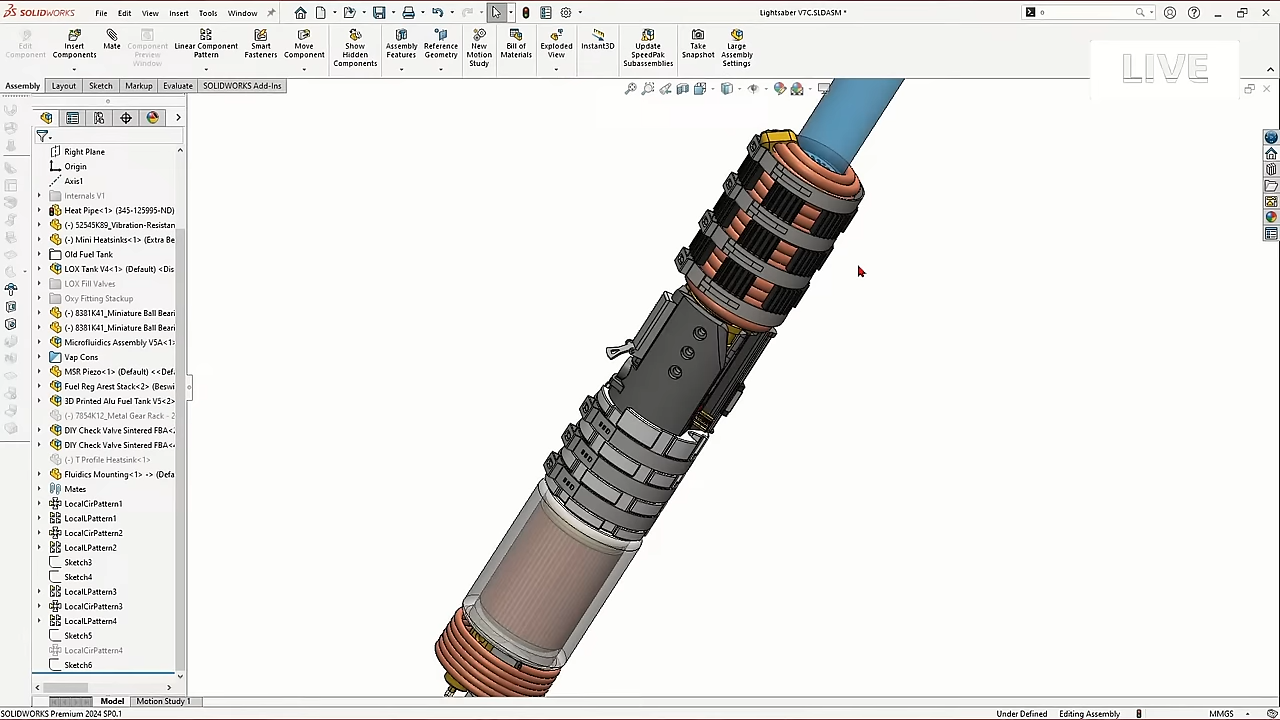 SOLIDWORKS
File
Edit
View
Insert
Tools
Window
Lightsaber V7C.SLDASM *
Edit Component
Insert Components
Mate
Component Preview Window
Linear Component Pattern
Smart Fasteners
Move Component
Show Hidden Components
Assembly Features
Reference Geometry
New Motion Study
Bill of Materials
Exploded View
Instant3D
Update SpeedPak Subassemblies
Take Snapshot
Large Assembly Settings
LIVE
Assembly
Layout
Sketch
Markup
Evaluate
SOLIDWORKS Add-Ins
Right Plane
Origin
Axis1
Internals V1
Heat Pipe<1> (345-125995-ND)
(-) 52545K89_Vibration-Resistan
(-) Mini Heatsinks<1> (Extra Be
Old Fuel Tank
LOX Tank V4<1> (Default) <Dis
LOX Fill Valves
Oxy Fitting Stackup
(-) 8381K41_Miniature Ball Beari
(-) 8381K41_Miniature Ball Beari
Microfluidics Assembly V5A<1>
Vap Cons
MSR Piezo<1> (Default) <<Def
Fuel Reg Arest Stack<2> (Beswi
3D Printed Alu Fuel Tank V5<2>
(-) 7854K12_Metal Gear Rack - 2
DIY Check Valve Sintered FBA<
DIY Check Valve Sintered FBA<
(-) T Profile Heatsink<1>
Fluidics Mounting<1> -> (Defa
Mates
LocalCirPattern1
LocalLPattern1
LocalCirPattern2
LocalLPattern2
Sketch3
Sketch4
LocalLPattern3
LocalCirPattern3
LocalLPattern4
Sketch5
LocalCirPattern4
Sketch6
Model
Motion Study 1
SOLIDWORKS Premium 2024 SP0.1
Under Defined
Editing Assembly
MMGS